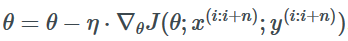 θ = θ − η · ∇_θ J(θ; x^{(i:i+n)}; y^{(i:i+n)})